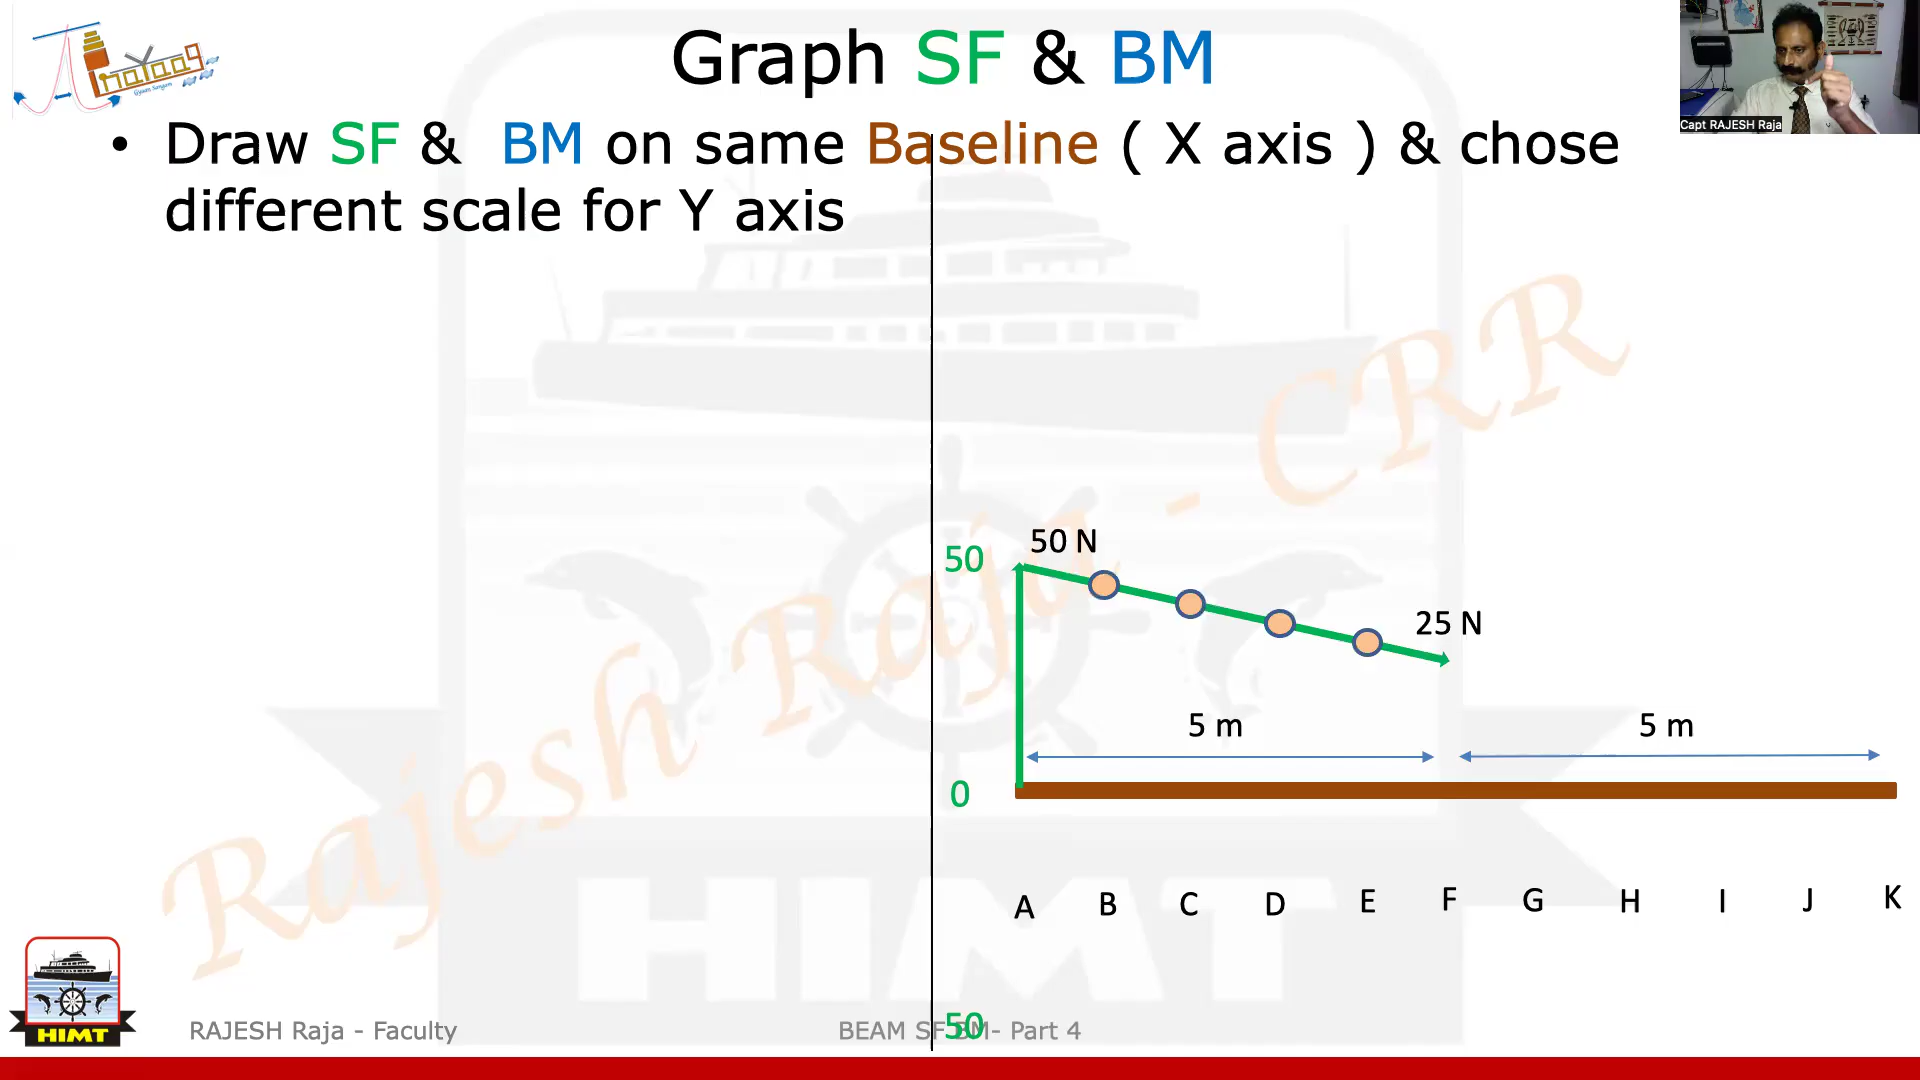 Graph SF & BM
Capt RAJESH Raja
• Draw SF & BM on same Baseline ( X axis ) & chose
different scale for Y axis
Rajesh Raja - CRR
50 N
50
25 N
5 m
5 m
0
A B C D E F G H I J K
HIMT
HIMT
RAJESH Raja - Faculty
BEAM SF BM- Part 4
50